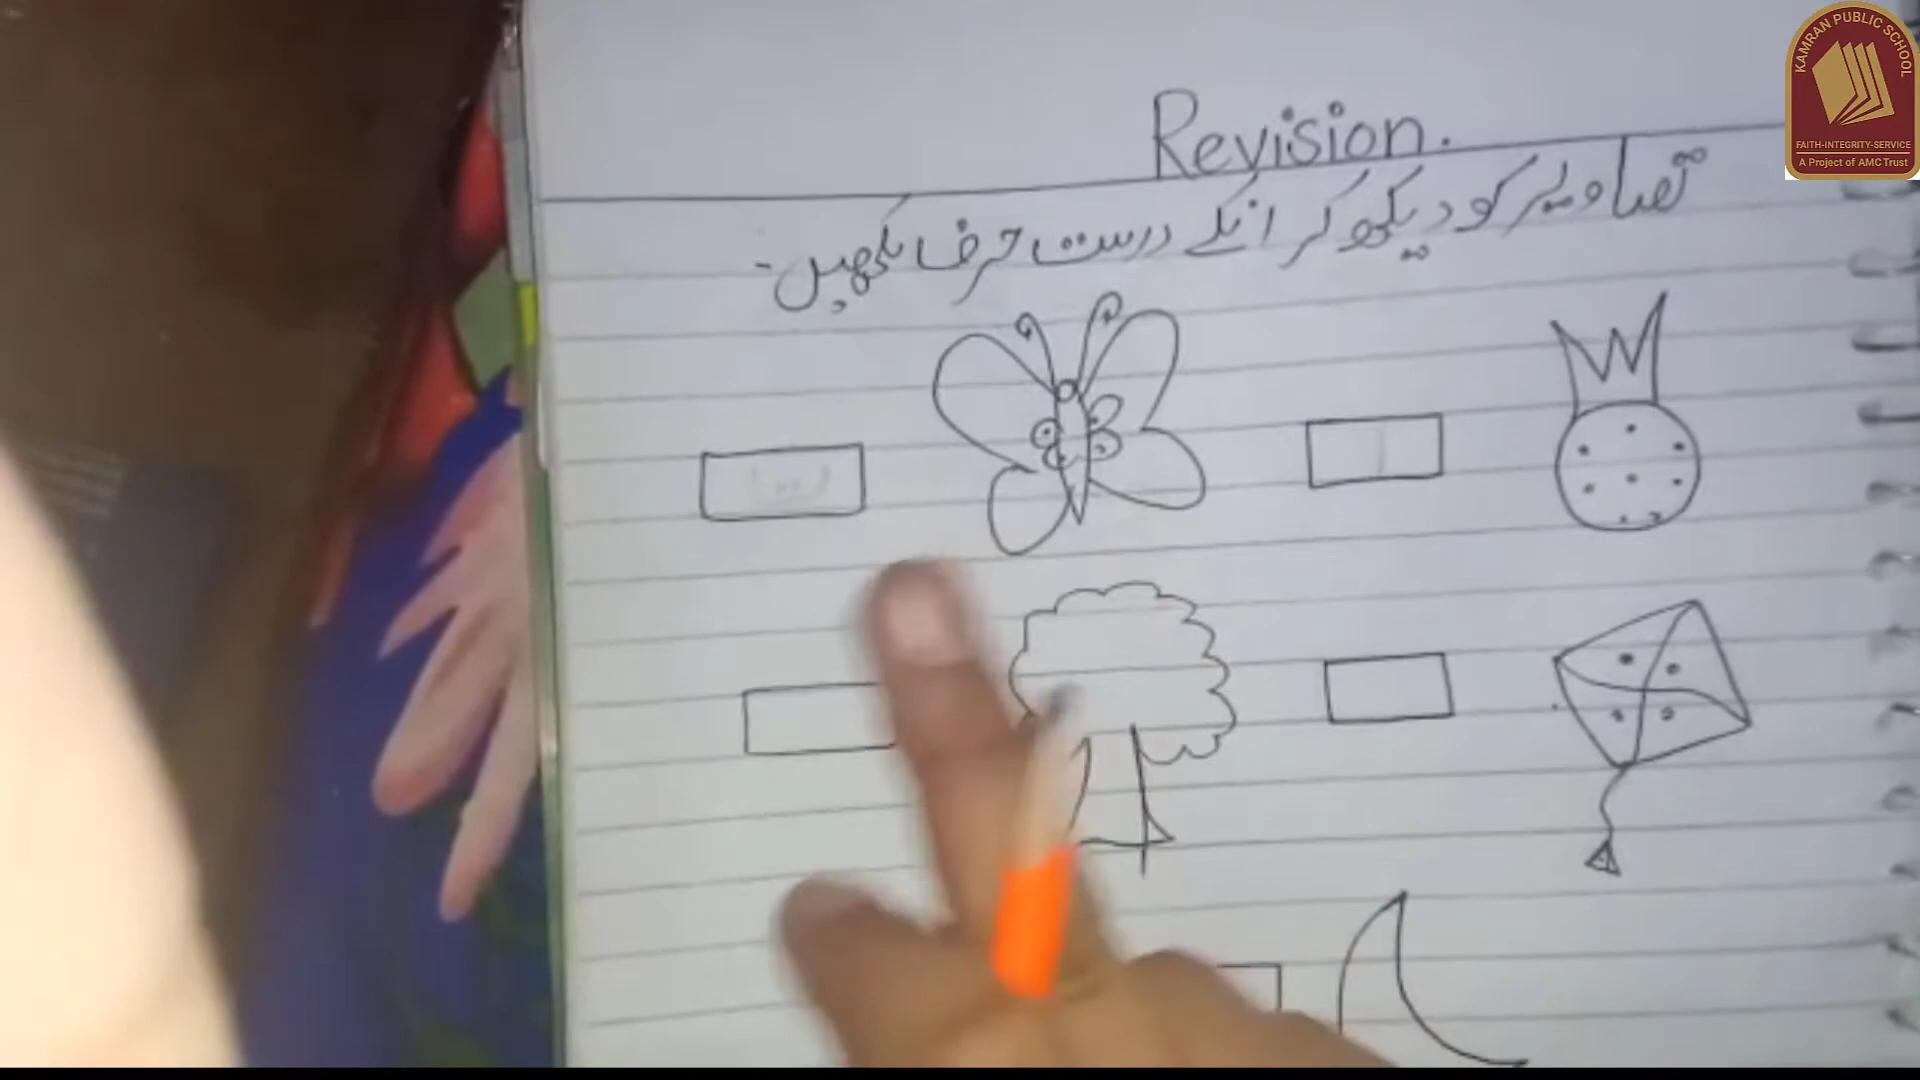 Revision.
تصاویر کو دیکھ کر انکے درست حرف لکھیں۔
KAMRAN PUBLIC SCHOOL
FAITH-INTEGRITY-SERVICE
A Project of AMC Trust